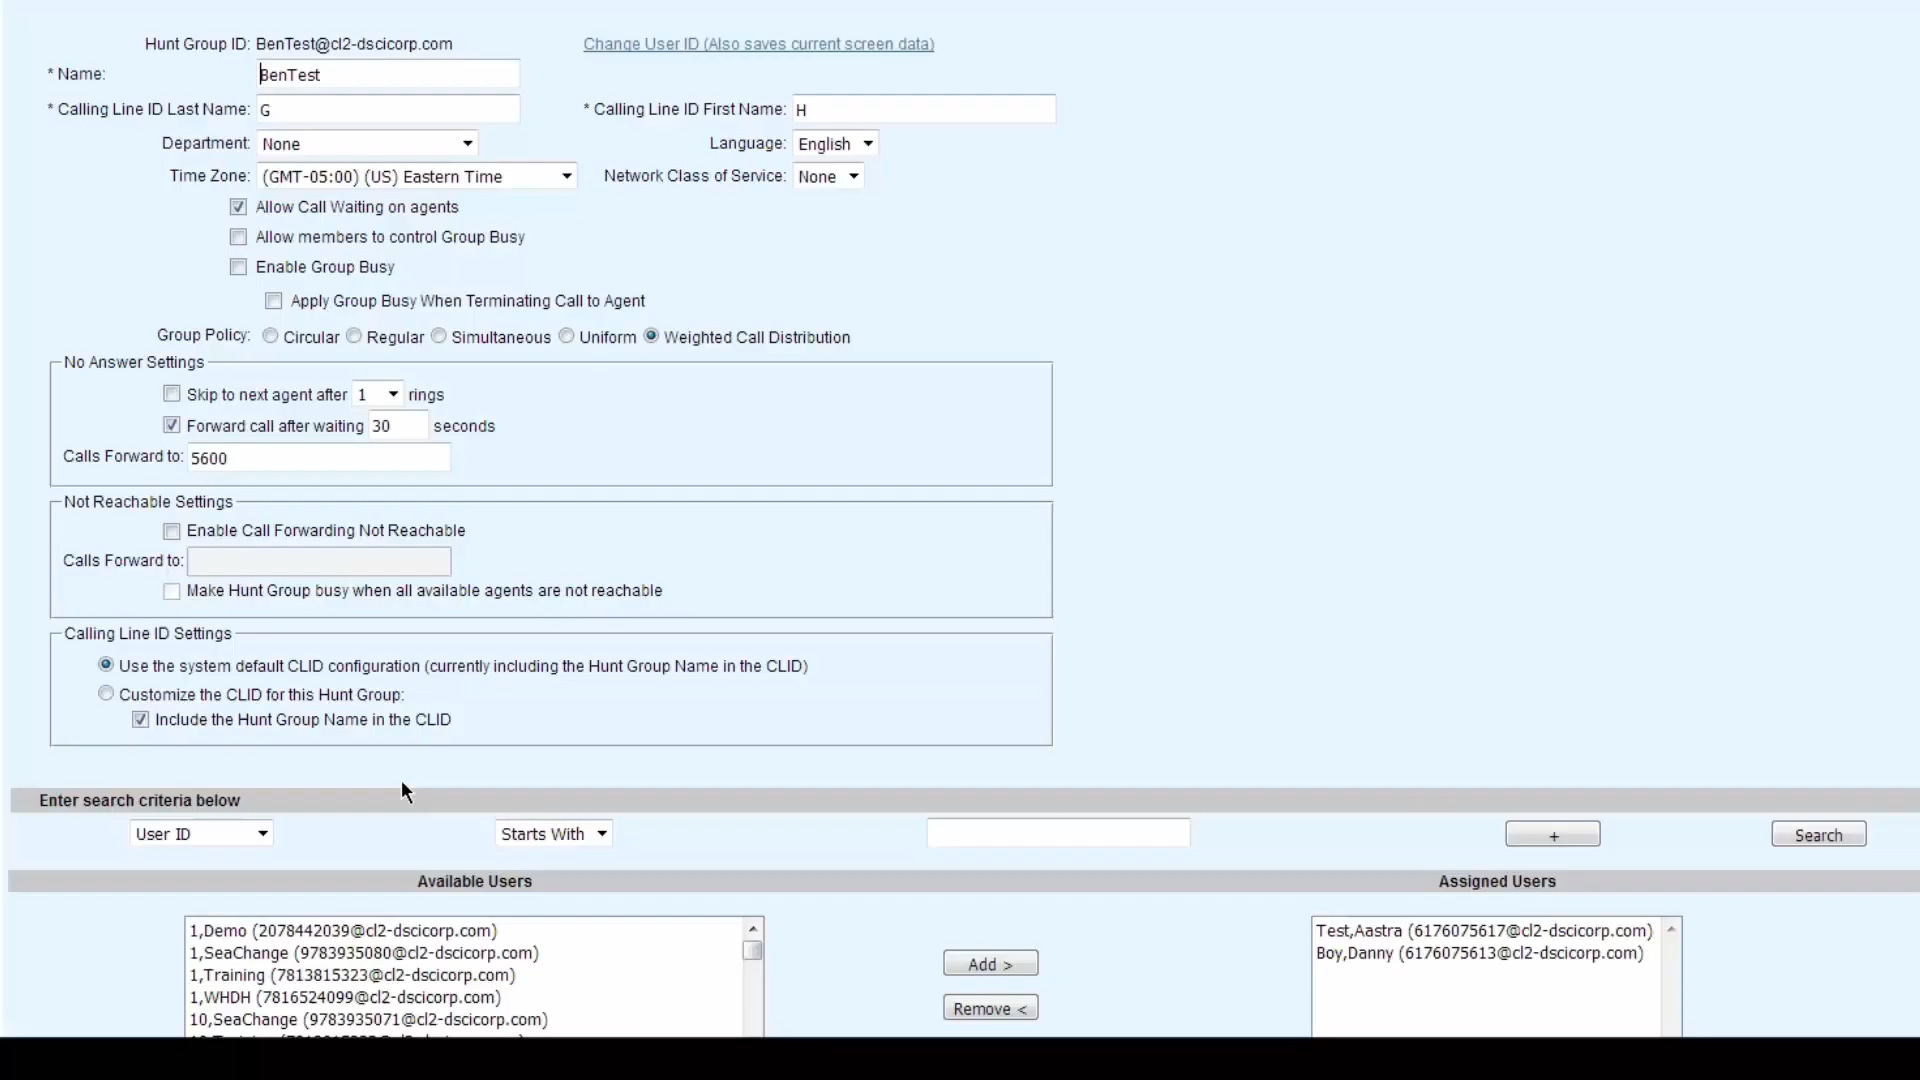 Hunt Group ID: BenTest@cl2-dscicorp.com Change User ID (Also saves current screen data)
* Name: BenTest
* Calling Line ID Last Name: G * Calling Line ID First Name: H
Department: None Language: English
Time Zone: (GMT-05:00) (US) Eastern Time Network Class of Service: None
Allow Call Waiting on agents
Allow members to control Group Busy
Enable Group Busy
Apply Group Busy When Terminating Call to Agent
Group Policy: Circular Regular Simultaneous Uniform Weighted Call Distribution
No Answer Settings
Skip to next agent after 1 rings
Forward call after waiting 30 seconds
Calls Forward to: 5600
Not Reachable Settings
Enable Call Forwarding Not Reachable
Calls Forward to:
Make Hunt Group busy when all available agents are not reachable
Calling Line ID Settings
Use the system default CLID configuration (currently including the Hunt Group Name in the CLID)
Customize the CLID for this Hunt Group:
Include the Hunt Group Name in the CLID
Enter search criteria below
User ID Starts With + Search
Available Users Assigned Users
1,Demo (2078442039@cl2-dscicorp.com) Test,Aastra (6176075617@cl2-dscicorp.com)
1,SeaChange (9783935080@cl2-dscicorp.com) Boy,Danny (6176075613@cl2-dscicorp.com)
1,Training (7813815323@cl2-dscicorp.com) Add >
1,WHDH (7816524099@cl2-dscicorp.com) Remove <
10,SeaChange (9783935071@cl2-dscicorp.com)